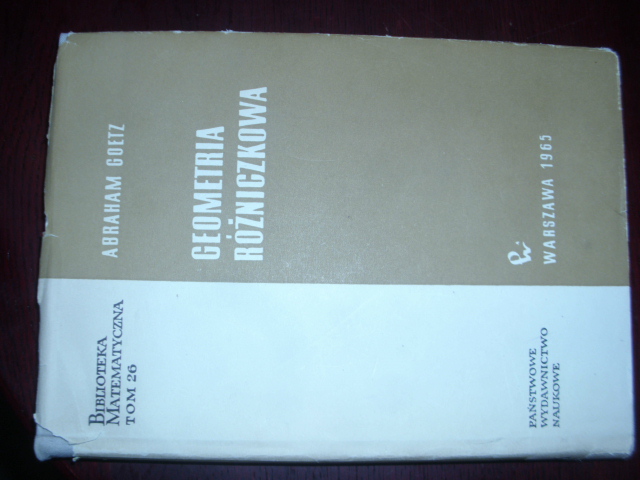 BIBLIOTEKA
MATEMATYCZNA
TOM 26
ABRAHAM GOETZ
GEOMETRIA
RÓŻNICZKOWA
PAŃSTWOWE
WYDAWNICTWO
NAUKOWE
WARSZAWA 1965